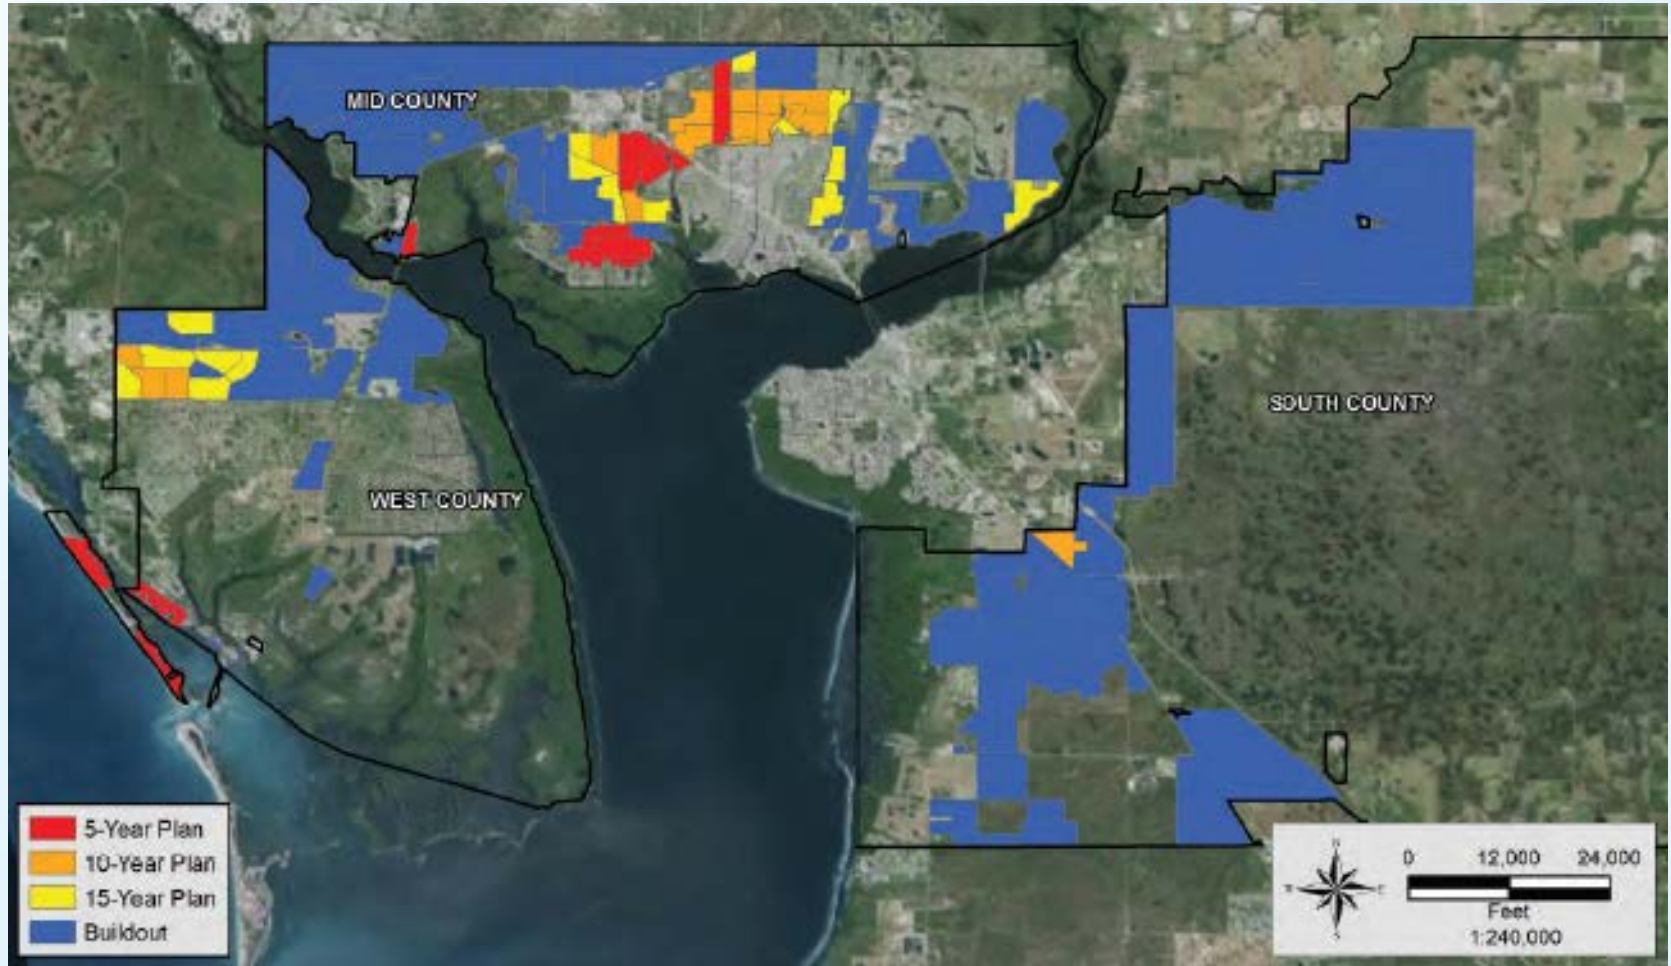 MID COUNTY
SOUTH COUNTY
WEST COUNTY
5-Year Plan
10-Year Plan
15-Year Plan
Buildout
N
E
S
0 12,000 24,000
Feet
1:240,000